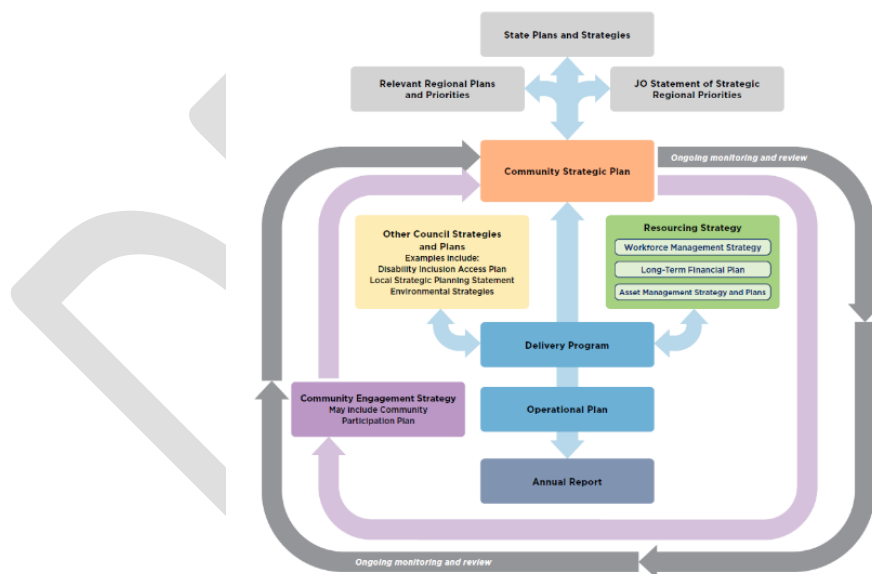 State Plans and Strategies
Relevant Regional Plans
and Priorities
JO Statement of Strategic
Regional Priorities
Community Strategic Plan
Ongoing monitoring and review
Other Council Strategies
and Plans
Examples include:
Disability Inclusion Access Plan
Local Strategic Planning Statement
Environmental Strategies
Resourcing Strategy
Workforce Management Strategy
Long-Term Financial Plan
Asset Management Strategy and Plans
Delivery Program
Community Engagement Strategy
May include Community
Participation Plan
Operational Plan
Annual Report
Ongoing monitoring and review